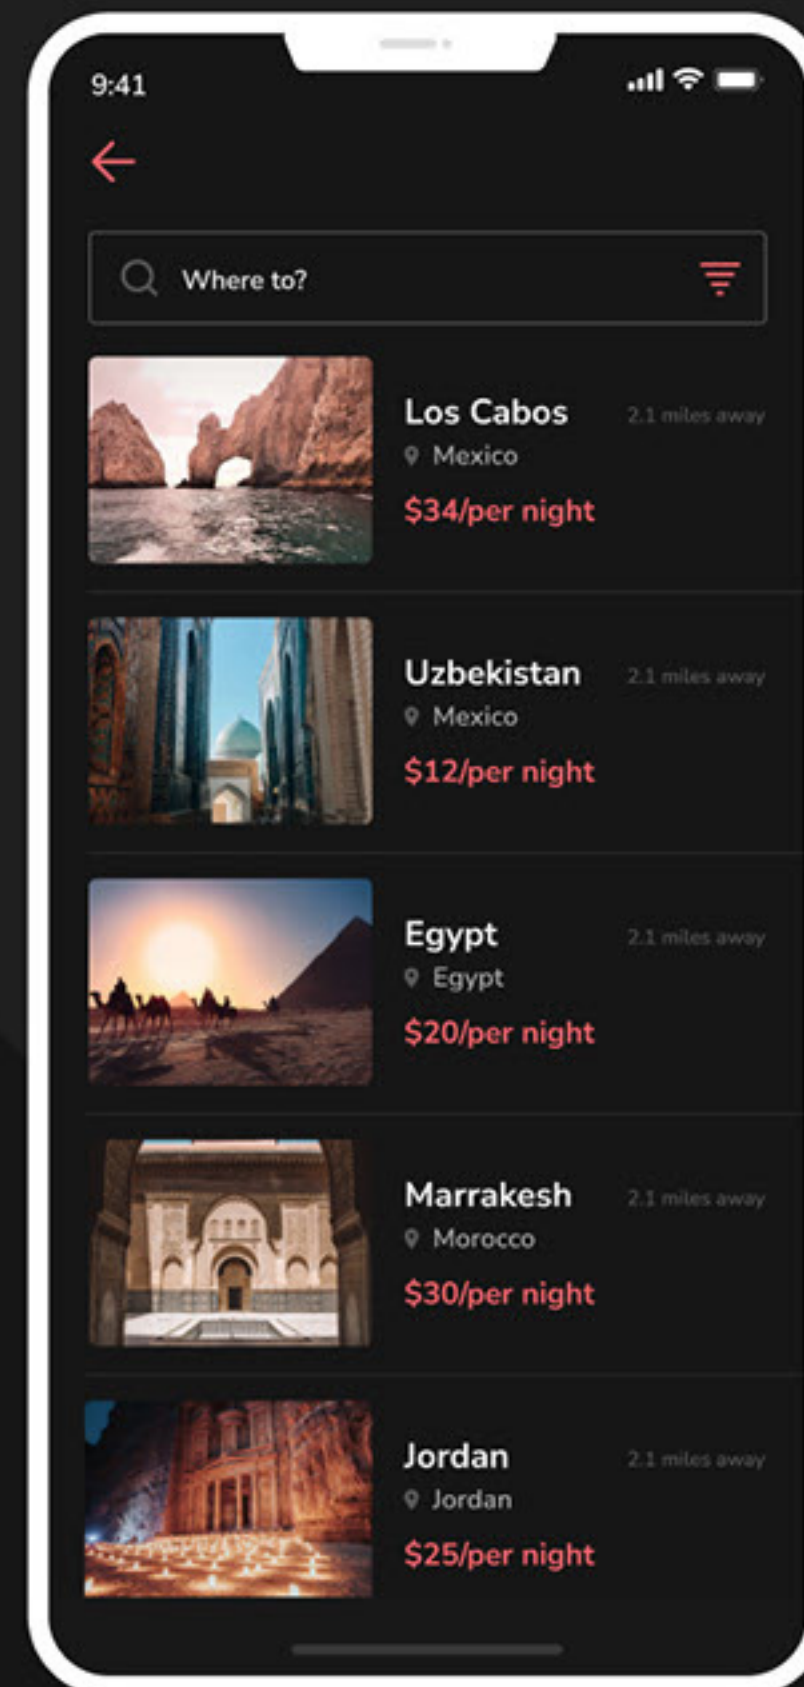 9:41
Where to?
Los Cabos
2.1 miles away
Mexico
$34/per night
Uzbekistan
2.1 miles away
Mexico
$12/per night
Egypt
2.1 miles away
Egypt
$20/per night
Marrakesh
2.1 miles away
Morocco
$30/per night
Jordan
2.1 miles away
Jordan
$25/per night